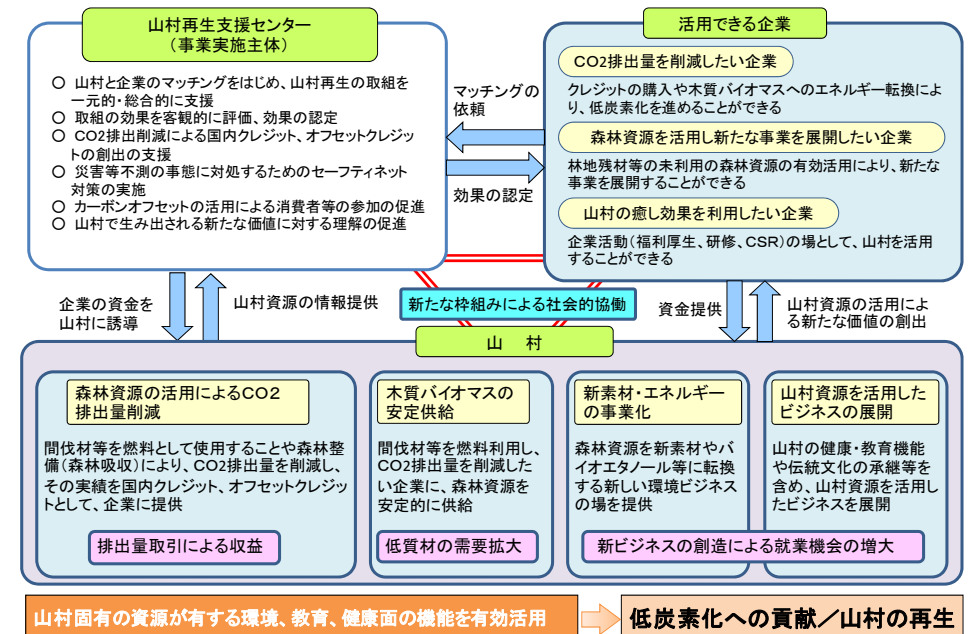 山村再生支援センター
（事業実施主体）
○ 山村と企業のマッチングをはじめ、山村再生の取組を
一元的・総合的に支援
○ 取組の効果を客観的に評価、効果の認定
○ CO2排出削減による国内クレジット、オフセットクレジッ
トの創出の支援
○ 災害等不測の事態に対処するためのセーフティネット
対策の実施
○ カーボンオフセットの活用による消費者等の参加の促進
○ 山村で生み出される新たな価値に対する理解の促進
マッチングの
依頼
効果の認定
活用できる企業
CO2排出量を削減したい企業
クレジットの購入や木質バイオマスへのエネルギー転換によ
り、低炭素化を進めることができる
森林資源を活用し新たな事業を展開したい企業
林地残材等の未利用の森林資源の有効活用により、新たな
事業を展開することができる
山村の癒し効果を利用したい企業
企業活動（福利厚生、研修、CSR）の場として、山村を活用
することができる
企業の資金を
山村に誘導
山村資源の情報提供
新たな枠組みによる社会的協働
資金提供
山村資源の活用によ
る新たな価値の創出
山 村
森林資源の活用によるCO2
排出量削減
間伐材等を燃料として使用することや森林整
備（森林吸収）により、CO2排出量を削減し、
その実績を国内クレジット、オフセットクレジッ
トとして、企業に提供
排出量取引による収益
木質バイオマスの
安定供給
間伐材等を燃料利用し、
CO2排出量を削減した
い企業に、森林資源を
安定的に供給
低質材の需要拡大
新素材・エネルギー
の事業化
森林資源を新素材やバ
イオエタノール等に転換
する新しい環境ビジネス
の場を提供
山村資源を活用した
ビジネスの展開
山村の健康・教育機能
や伝統文化の承継等を
含め、山村資源を活用し
たビジネスを展開
新ビジネスの創造による就業機会の増大
山村固有の資源が有する環境、教育、健康面の機能を有効活用
低炭素化への貢献／山村の再生